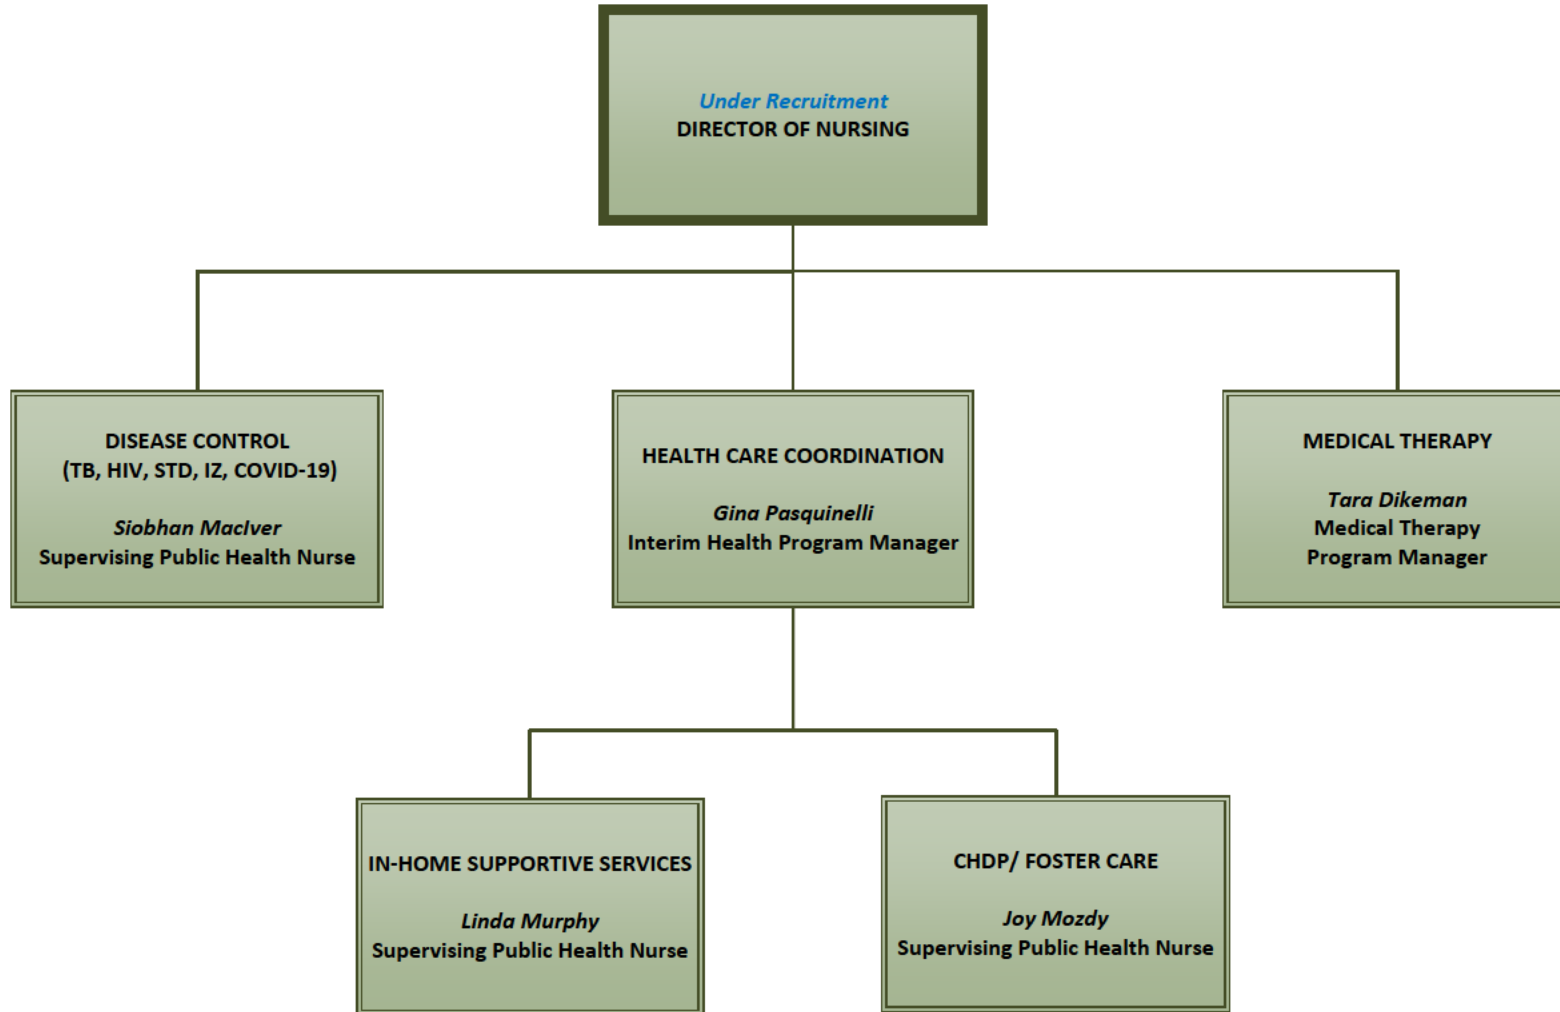 Under Recruitment
DIRECTOR OF NURSING
DISEASE CONTROL
(TB, HIV, STD, IZ, COVID-19)
Siobhan MacIver
Supervising Public Health Nurse
HEALTH CARE COORDINATION
Gina Pasquinelli
Interim Health Program Manager
MEDICAL THERAPY
Tara Dikeman
Medical Therapy
Program Manager
IN-HOME SUPPORTIVE SERVICES
Linda Murphy
Supervising Public Health Nurse
CHDP/ FOSTER CARE
Joy Mozdy
Supervising Public Health Nurse